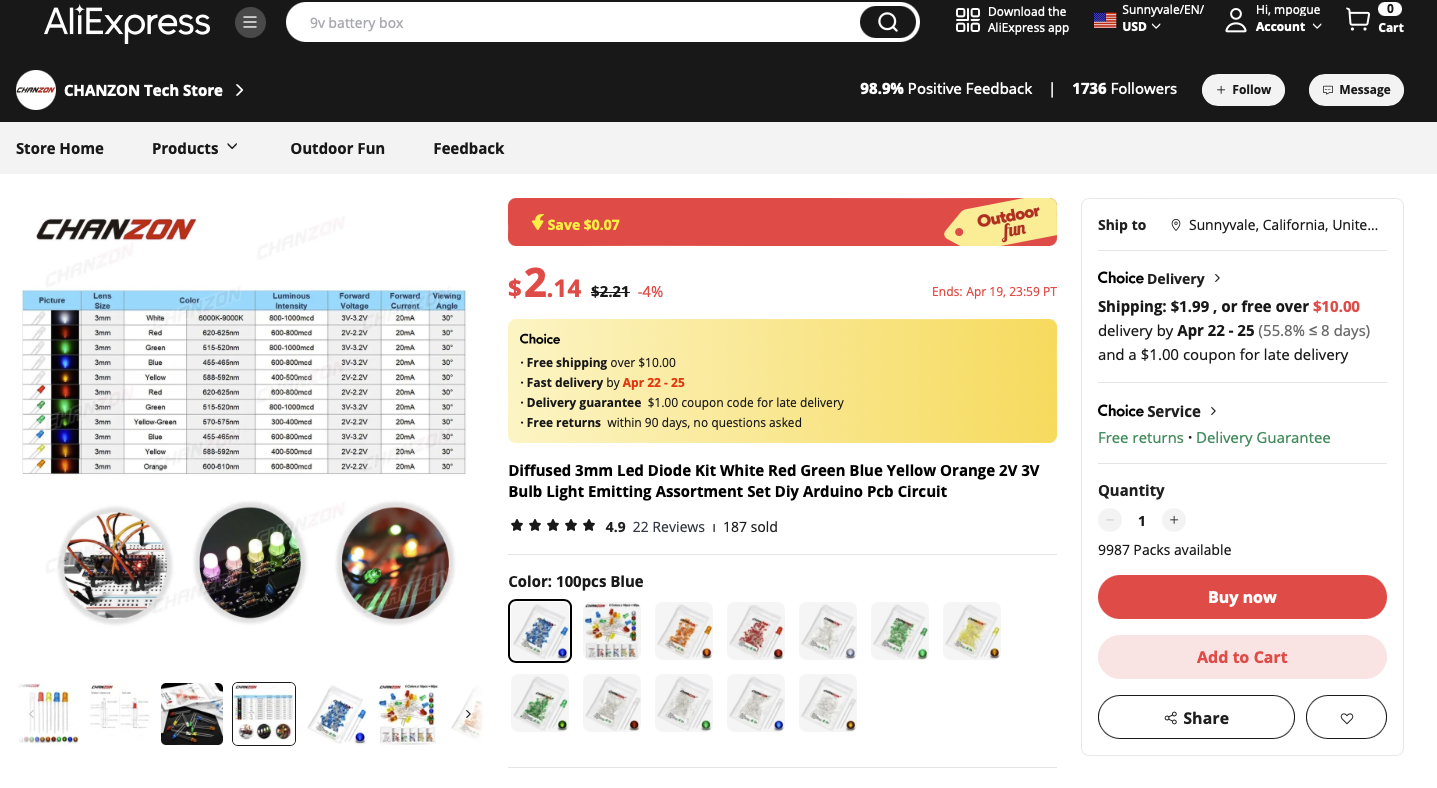 AliExpress
9v battery box
Download the
AliExpress app
Sunnyvale/EN/
USD
Hi, mpogue
Account
0
Cart
CHANZON
CHANZON Tech Store
98.9% Positive Feedback | 1736 Followers
+ Follow
Message
Store Home
Products
Outdoor Fun
Feedback
CHANZON
Picture Lens Size Color Luminous Intensity Forward Voltage Forward Current Viewing Angle
3mm White 6000K-9000K 800-1000mcd 3V-3.2V 20mA 30°
3mm Red 620-625nm 600-800mcd 2V-2.2V 20mA 30°
3mm Green 515-520nm 800-1000mcd 3V-3.2V 20mA 30°
3mm Blue 455-465nm 600-800mcd 3V-3.2V 20mA 30°
3mm Yellow 588-592nm 400-500mcd 2V-2.2V 20mA 30°
3mm Red 620-625nm 600-800mcd 2V-2.2V 20mA 30°
3mm Green 515-520nm 800-1000mcd 3V-3.2V 20mA 30°
3mm Yellow-Green 570-575nm 300-400mcd 2V-2.2V 20mA 30°
3mm Blue 455-465nm 600-800mcd 3V-3.2V 20mA 30°
3mm Yellow 588-592nm 400-500mcd 2V-2.2V 20mA 30°
3mm Orange 600-610nm 600-800mcd 2V-2.2V 20mA 30°
Save $0.07
Outdoor
fun
$2.14 $2.21 -4%
Ends: Apr 19, 23:59 PT
Choice
· Free shipping over $10.00
· Fast delivery by Apr 22 - 25
· Delivery guarantee $1.00 coupon code for late delivery
· Free returns within 90 days, no questions asked
Diffused 3mm Led Diode Kit White Red Green Blue Yellow Orange 2V 3V
Bulb Light Emitting Assortment Set Diy Arduino Pcb Circuit
4.9 22 Reviews 187 sold
Color: 100pcs Blue
Ship to Sunnyvale, California, Unite...
Choice Delivery
Shipping: $1.99 , or free over $10.00
delivery by Apr 22 - 25 (55.8% ≤ 8 days)
and a $1.00 coupon for late delivery
Choice Service
Free returns · Delivery Guarantee
Quantity
− 1 +
9987 Packs available
Buy now
Add to Cart
Share